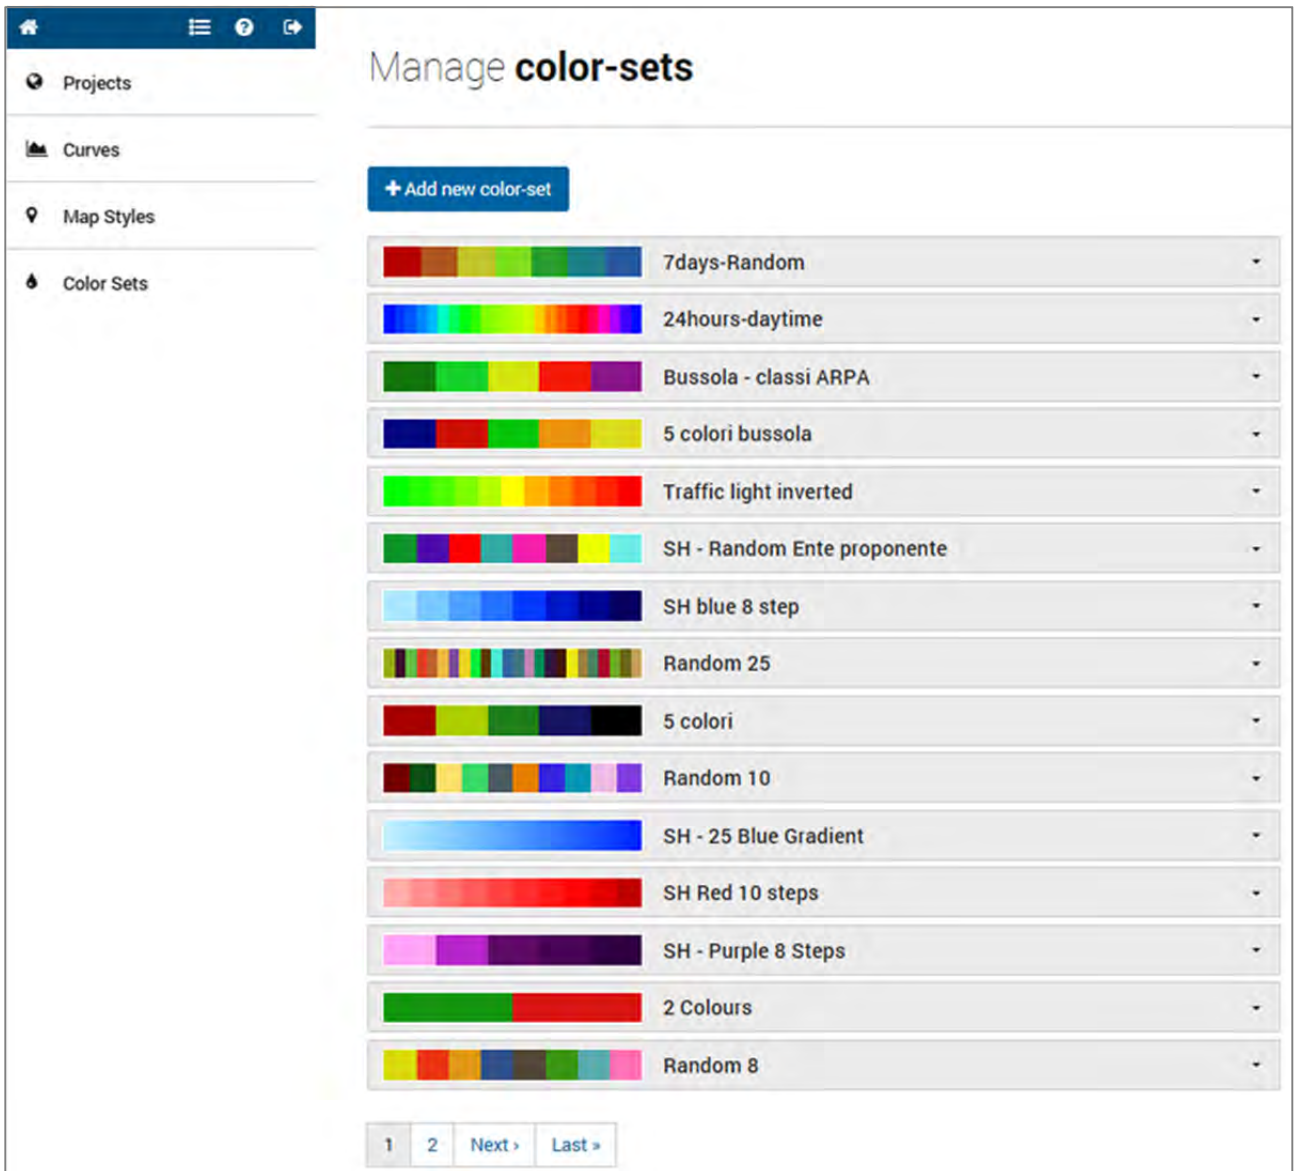 Projects
Curves
Map Styles
Color Sets
Manage color-sets
Add new color-set
7days-Random
24hours-daytime
Bussola - classi ARPA
5 colori bussola
Traffic light inverted
SH - Random Ente proponente
SH blue 8 step
Random 25
5 colori
Random 10
SH - 25 Blue Gradient
SH Red 10 steps
SH - Purple 8 Steps
2 Colours
Random 8
1 2 Next › Last »